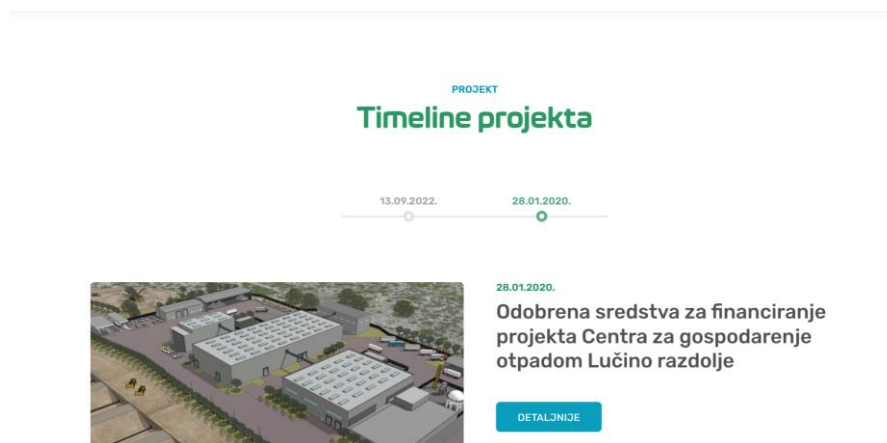 PROJEKT
Timeline projekta
13.09.2022.
28.01.2020.
28.01.2020.
Odobrena sredstva za financiranje
projekta Centra za gospodarenje
otpadom Lučino razdolje
DETALJNIJE